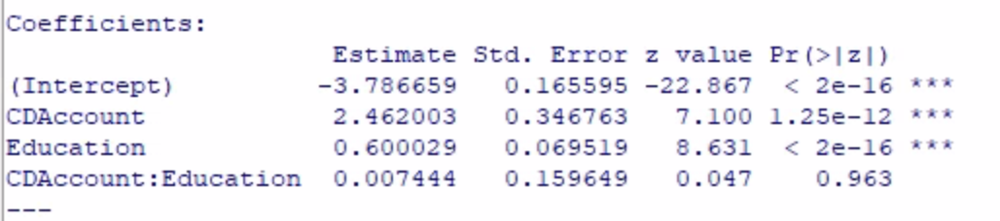 Coefficients:
Estimate Std. Error z value Pr(>|z|)
(Intercept) -3.786659 0.165595 -22.867 < 2e-16 ***
CDAccount 2.462003 0.346763 7.100 1.25e-12 ***
Education 0.600029 0.069519 8.631 < 2e-16 ***
CDAccount:Education 0.007444 0.159649 0.047 0.963
---